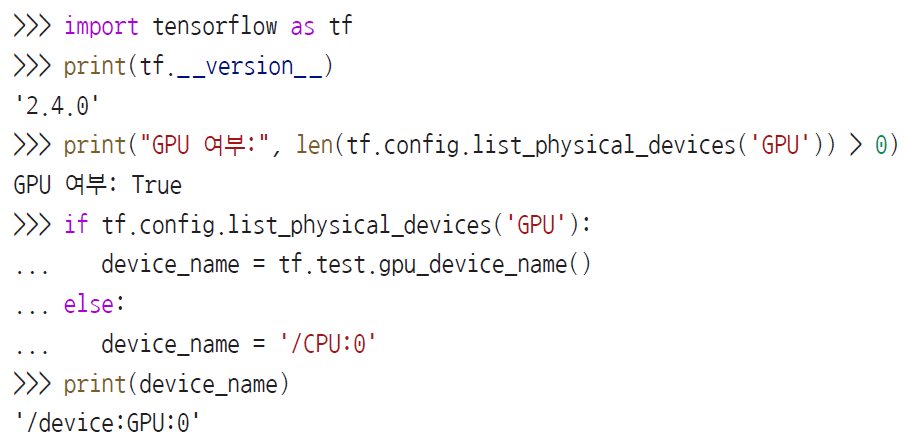 >>> import tensorflow as tf
>>> print(tf.__version__)
'2.4.0'
>>> print("GPU 여부:", len(tf.config.list_physical_devices('GPU')) > 0)
GPU 여부: True
>>> if tf.config.list_physical_devices('GPU'):
...    device_name = tf.test.gpu_device_name()
... else:
...    device_name = '/CPU:0'
>>> print(device_name)
'/device:GPU:0'